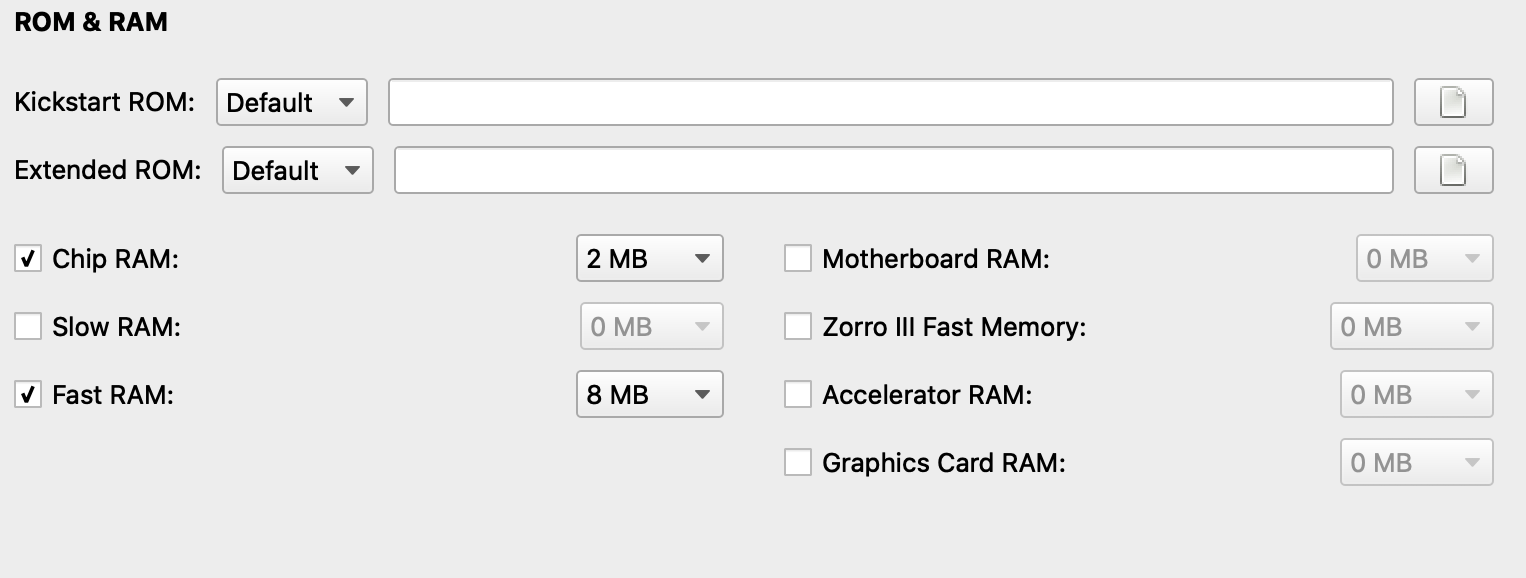 ROM & RAM
Kickstart ROM: Default
Extended ROM: Default
Chip RAM: 2 MB Motherboard RAM: 0 MB
Slow RAM: 0 MB Zorro III Fast Memory: 0 MB
Fast RAM: 8 MB Accelerator RAM: 0 MB
Graphics Card RAM: 0 MB